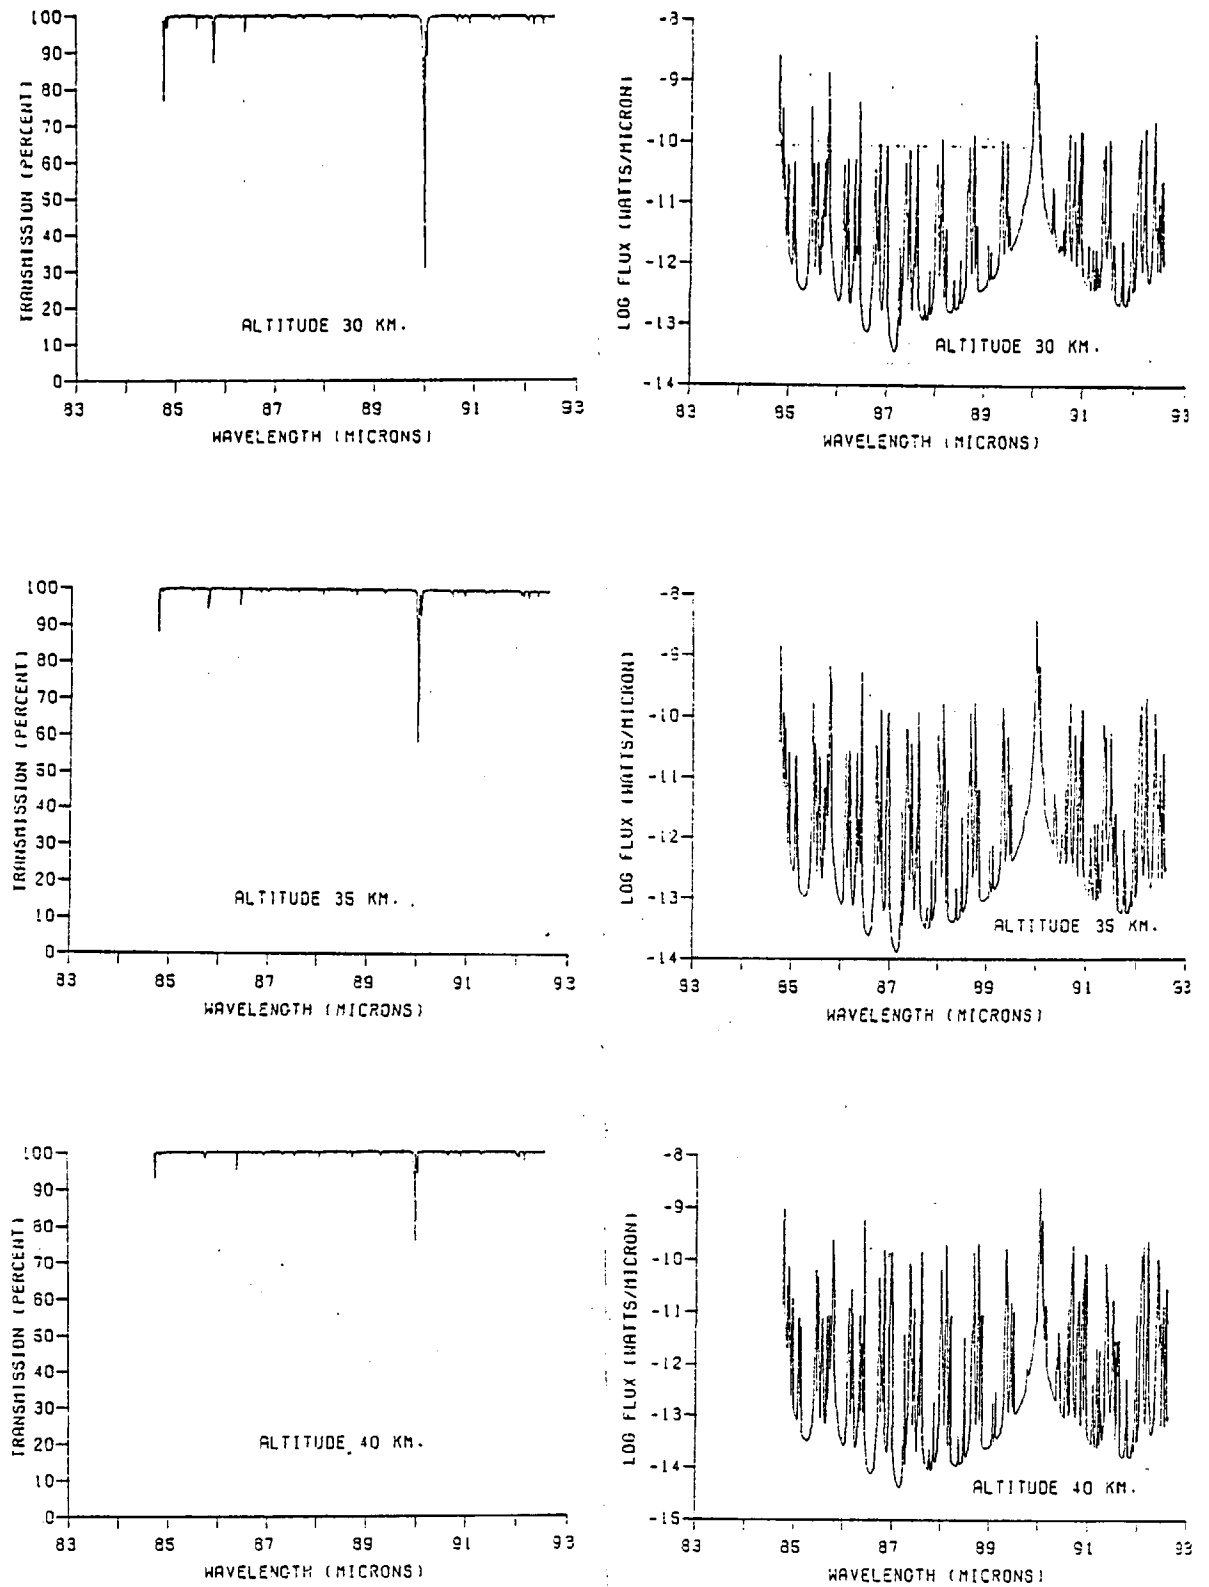 100
90
80
70
60
50
40
30
20
10
0
TRANSMISSION (PERCENT)
ALTITUDE 30 KM.
83 85 87 89 91 93
WAVELENGTH (MICRONS)
-8
-9
-10
-11
-12
-13
-14
LOG FLUX (WATTS/MICRON)
ALTITUDE 30 KM.
83 85 87 89 91 93
WAVELENGTH (MICRONS)
100
90
80
70
60
50
40
30
20
10
0
TRANSMISSION (PERCENT)
ALTITUDE 35 KM.
83 85 87 89 91 93
WAVELENGTH (MICRONS)
-8
-9
-10
-11
-12
-13
-14
LOG FLUX (WATTS/MICRON)
ALTITUDE 35 KM.
83 85 87 89 91 93
WAVELENGTH (MICRONS)
100
90
80
70
60
50
40
30
20
10
0
TRANSMISSION (PERCENT)
ALTITUDE 40 KM.
83 85 87 89 91 93
WAVELENGTH (MICRONS)
-8
-9
-10
-11
-12
-13
-14
-15
LOG FLUX (WATTS/MICRON)
ALTITUDE 40 KM.
83 85 87 89 91 93
WAVELENGTH (MICRONS)